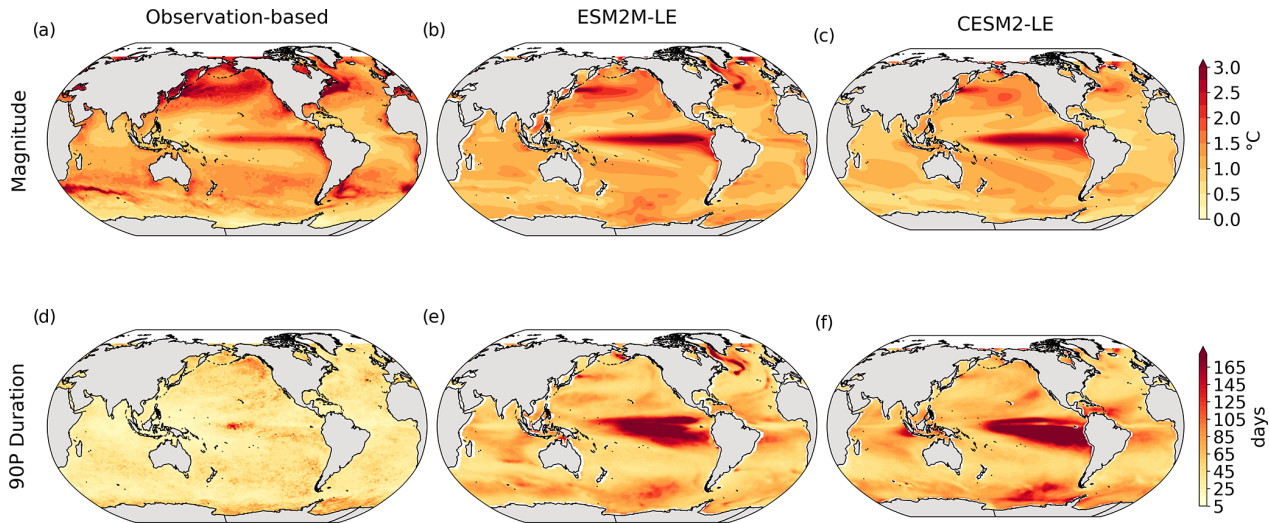 Observation-based
ESM2M-LE
CESM2-LE
(a)
(b)
(c)
Magnitude
3.0
2.5
2.0
1.5
1.0
0.5
0.0
°C
(d)
(e)
(f)
90P Duration
165
145
125
105
85
65
45
25
5
days